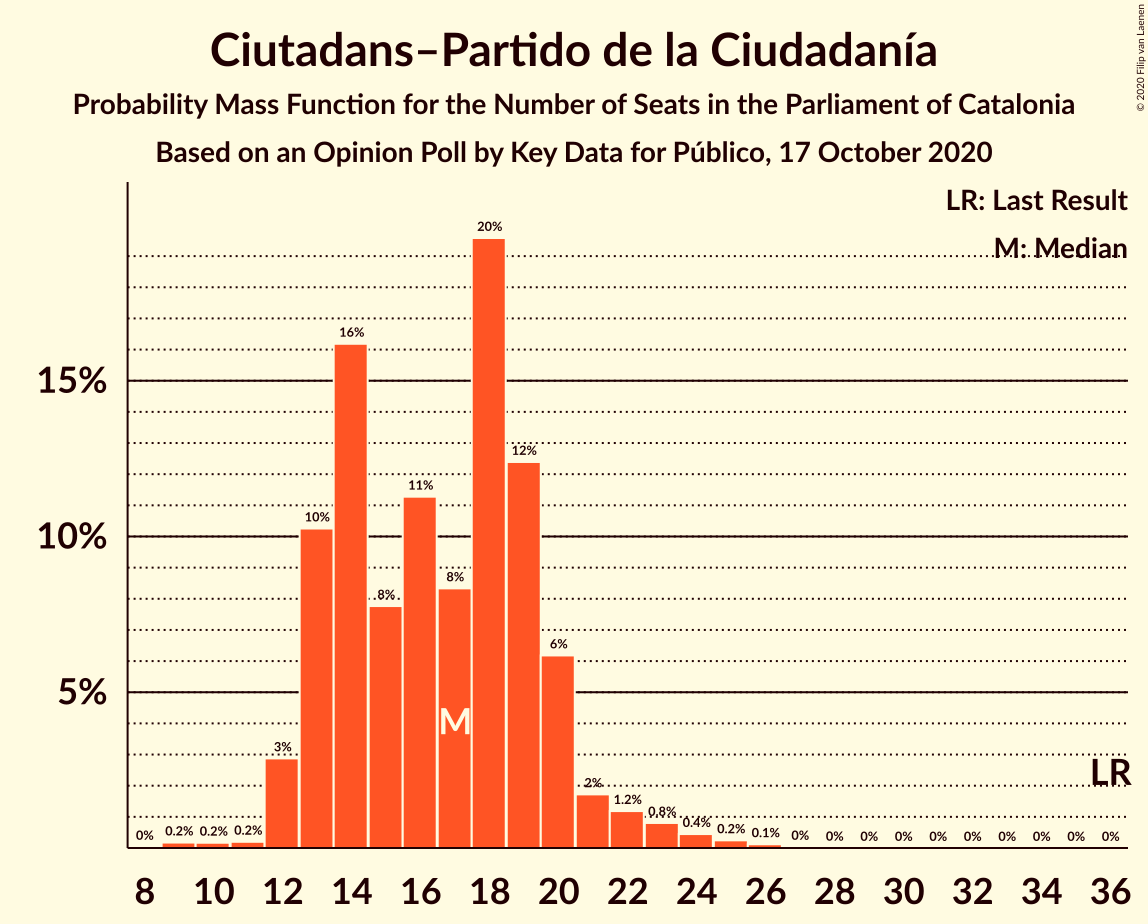 Ciutadans–Partido de la Ciudadanía
Probability Mass Function for the Number of Seats in the Parliament of Catalonia
Based on an Opinion Poll by Key Data for Público, 17 October 2020
© 2020 Filip van Laenen
LR: Last Result
M: Median
15%
10%
5%
0% 0.2% 0.2% 0.2% 3% 10% 16% 8% 11% 8% 20% 12% 6% 2% 1.2% 0.8% 0.4% 0.2% 0.1% 0% 0% 0% 0% 0% 0% 0% 0% 0% 0%
M
LR
8 10 12 14 16 18 20 22 24 26 28 30 32 34 36